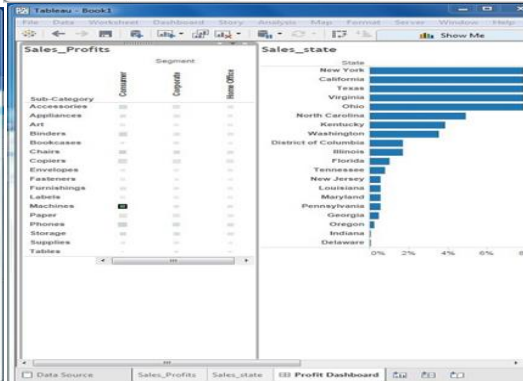 Tableau - Book1
File Data Worksheet Dashboard Story Analysis Map Format Server Window Help
Show Me
Sales_Profits
Segment
Sub-Category Consumer Corporate Home Office
Accessories
Appliances
Art
Binders
Bookcases
Chairs
Copiers
Envelopes
Fasteners
Furnishings
Labels
Machines
Paper
Phones
Storage
Supplies
Tables
Sales_state
State
New York
California
Texas
Virginia
Ohio
North Carolina
Kentucky
Washington
District of Columbia
Illinois
Florida
Tennessee
New Jersey
Louisiana
Maryland
Pennsylvania
Georgia
Oregon
Indiana
Delaware
0% 2% 4% 6%
Data Source Sales_Profits Sales_state Profit Dashboard